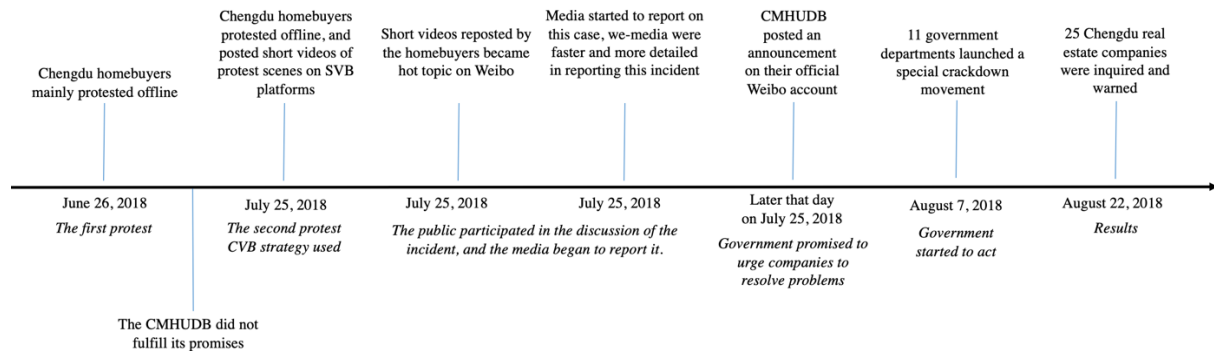 Chengdu homebuyers
mainly protested offline
Chengdu homebuyers
protested offline, and
posted short videos of
protest scenes on SVB
platforms
Short videos reposted by
the homebuyers became
hot topic on Weibo
Media started to report on
this case, we-media were
faster and more detailed
in reporting this incident
CMHUDB
posted an
announcement
on their official
Weibo account
11 government
departments launched a
special crackdown
movement
25 Chengdu real
estate companies
were inquired and
warned
June 26, 2018
The first protest
July 25, 2018
The second protest
CVB strategy used
July 25, 2018
July 25, 2018
The public participated in the discussion of the
incident, and the media began to report it.
Later that day
on July 25, 2018
Government promised to
urge companies to
resolve problems
August 7, 2018
Government
started to act
August 22, 2018
Results
The CMHUDB did not
fulfill its promises